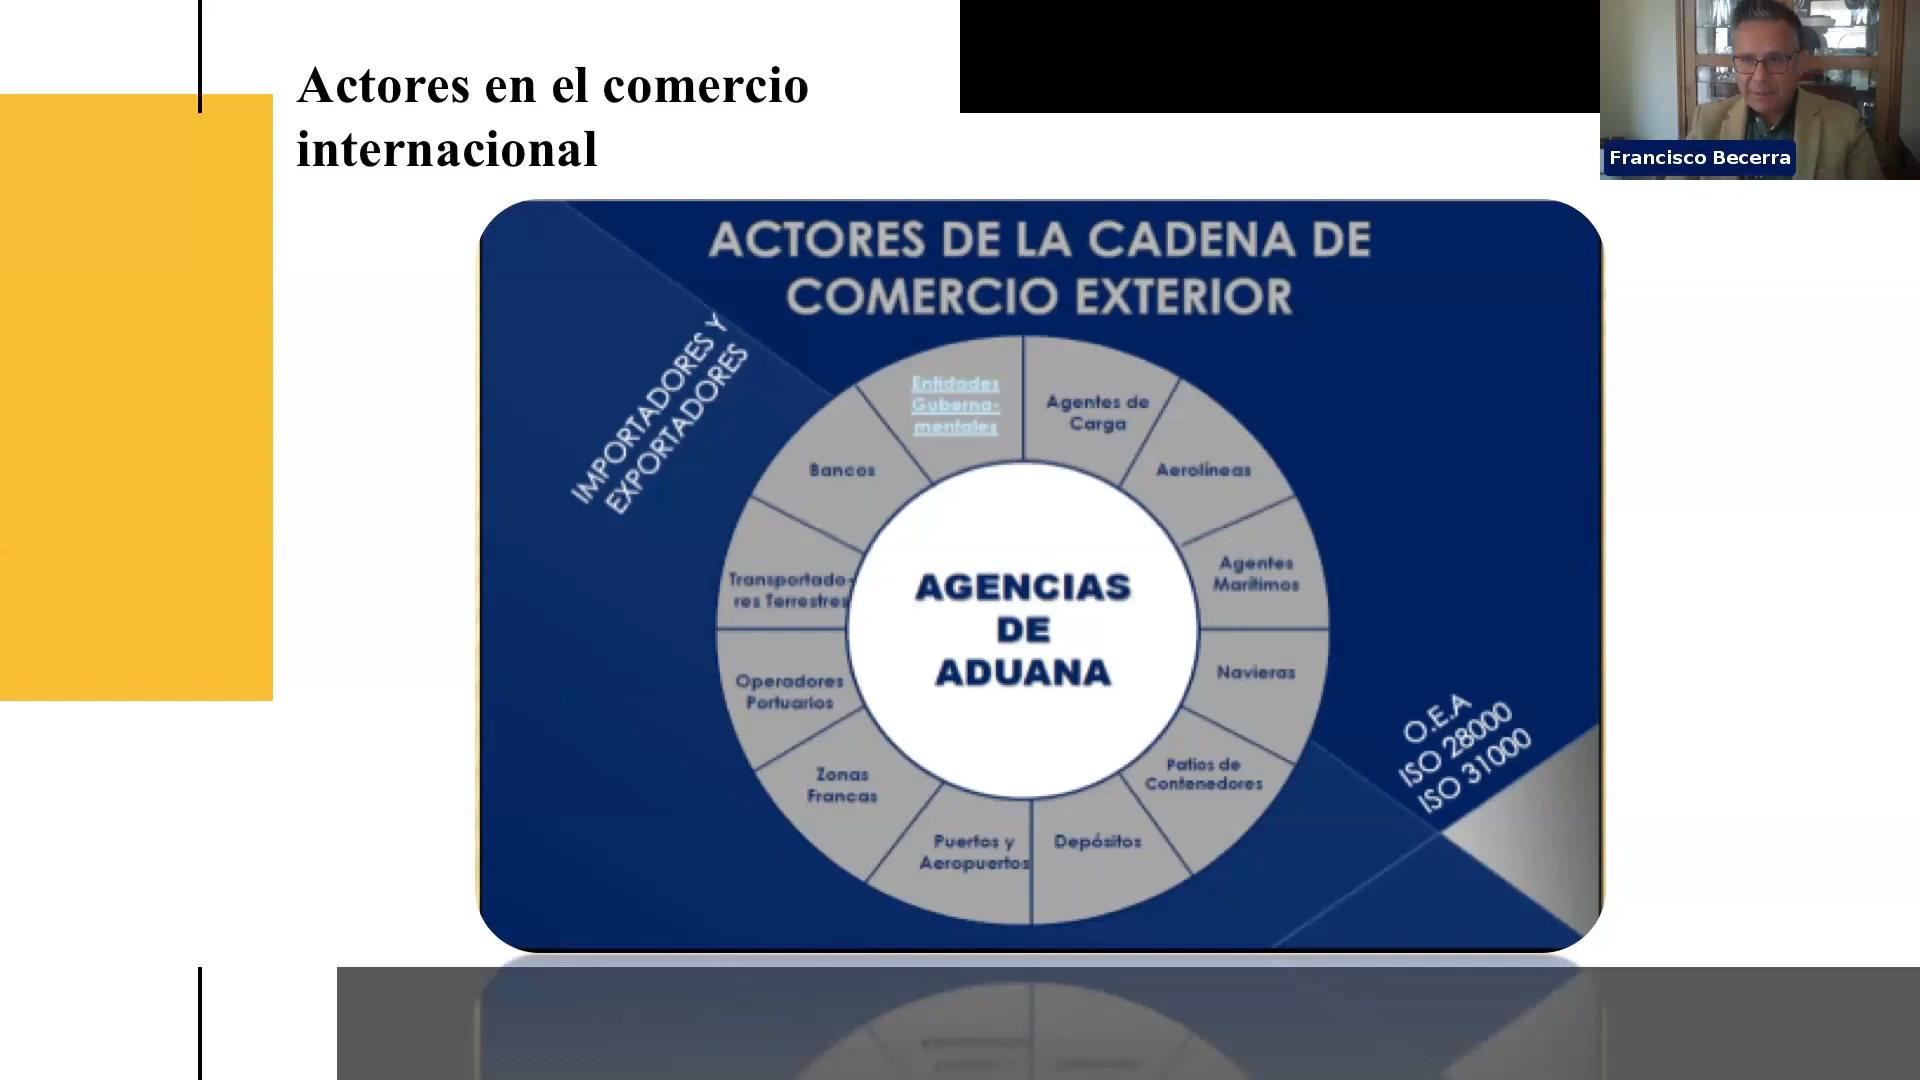 Actores en el comercio
internacional
Francisco Becerra
ACTORES DE LA CADENA DE
COMERCIO EXTERIOR
IMPORTADORES Y
EXPORTADORES
Entidades
Guberna-
mentales
Agentes de
Carga
Bancos
Aerolíneas
Transportado-
res Terrestres
Agentes
Marítimos
AGENCIAS
DE
ADUANA
Operadores
Portuarios
Navieras
Zonas
Francas
Patios de
Contenedores
Puertos y
Aeropuertos
Depósitos
O.E.A
ISO 28000
ISO 31000